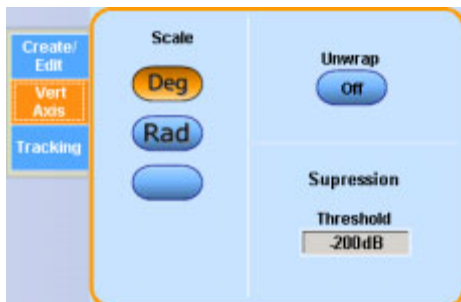 Create/
Edit
Vert
Axis
Tracking
Scale
Deg
Rad
Unwrap
Off
Supression
Threshold
-200dB